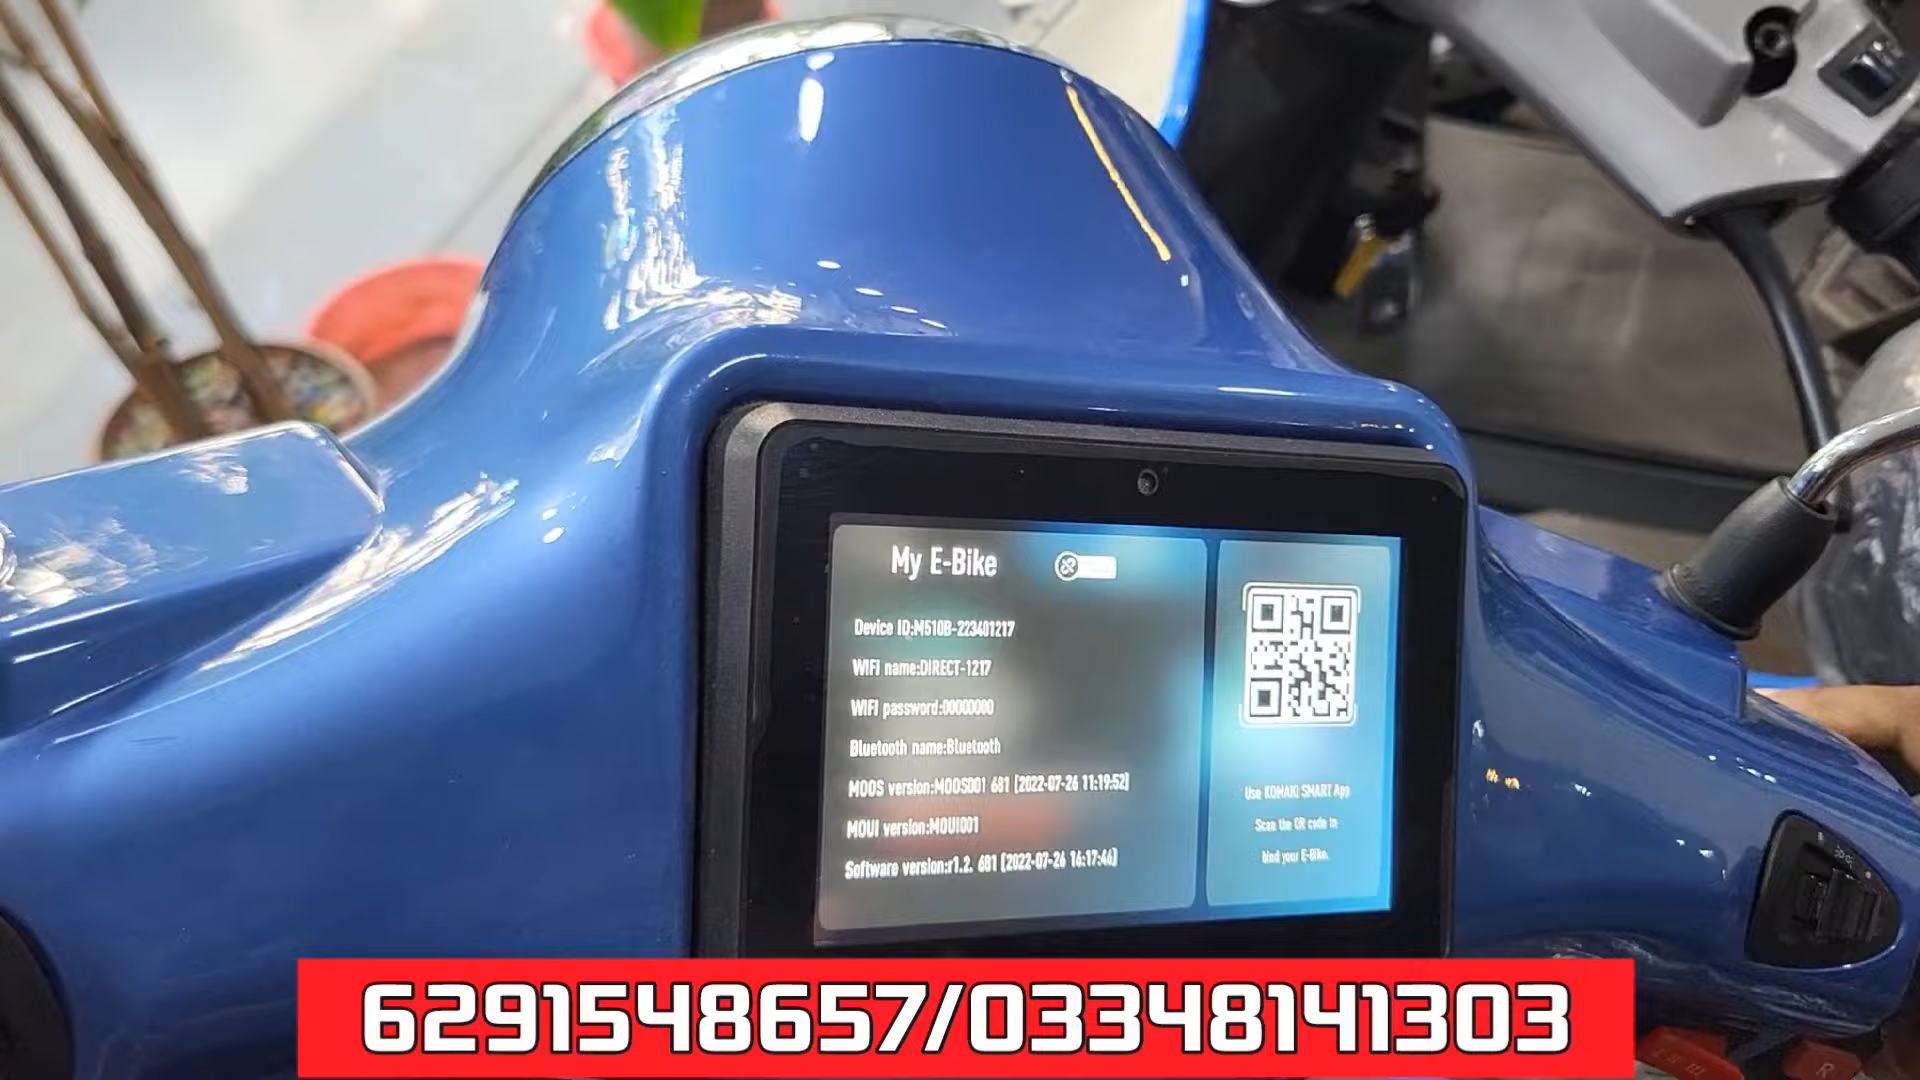 My E-Bike
Device ID:M510B-223401217
WIFI name:DIRECT-1217
WIFI password:00000000
Bluetooth name:Bluetooth
MOOS version:MOOS001 681 [2022-07-26 11:19:52]
MOUI version:MOUI001
Software version:r1.2. 681 [2022-07-26 16:17:44]
Use KOMAKI SMART App
Scan the QR code to
bind your E-Bike.
R
6291548657/03348141303